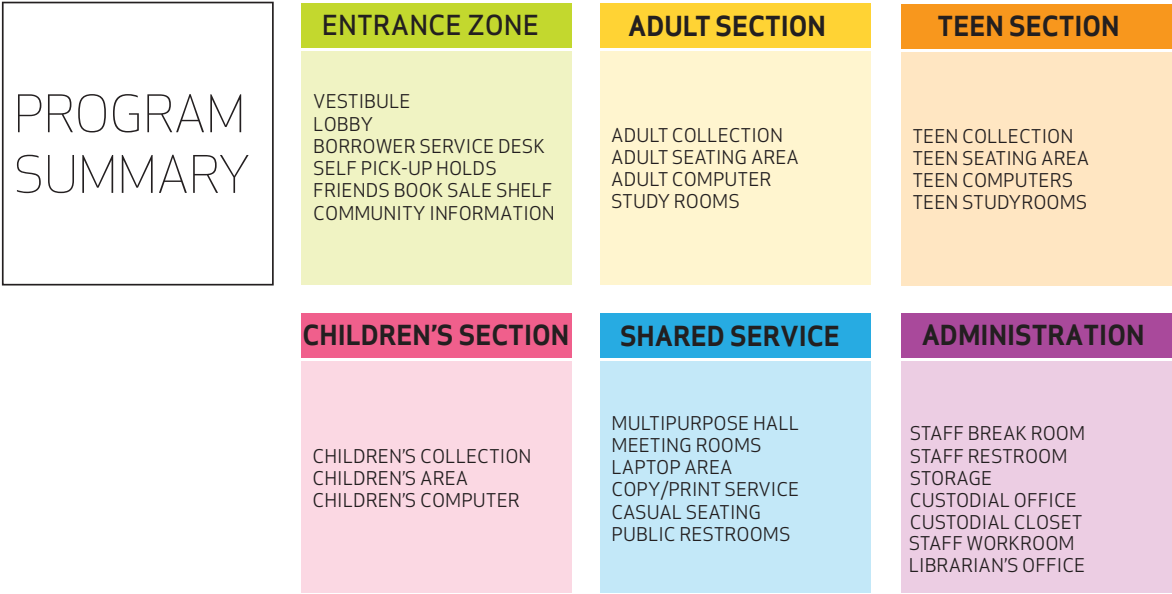 PROGRAM
SUMMARY
ENTRANCE ZONE
VESTIBULE
LOBBY
BORROWER SERVICE DESK
SELF PICK-UP HOLDS
FRIENDS BOOK SALE SHELF
COMMUNITY INFORMATION
ADULT SECTION
ADULT COLLECTION
ADULT SEATING AREA
ADULT COMPUTER
STUDY ROOMS
TEEN SECTION
TEEN COLLECTION
TEEN SEATING AREA
TEEN COMPUTERS
TEEN STUDYROOMS
CHILDREN'S SECTION
CHILDREN'S COLLECTION
CHILDREN'S AREA
CHILDREN'S COMPUTER
SHARED SERVICE
MULTIPURPOSE HALL
MEETING ROOMS
LAPTOP AREA
COPY/PRINT SERVICE
CASUAL SEATING
PUBLIC RESTROOMS
ADMINISTRATION
STAFF BREAK ROOM
STAFF RESTROOM
STORAGE
CUSTODIAL OFFICE
CUSTODIAL CLOSET
STAFF WORKROOM
LIBRARIAN'S OFFICE